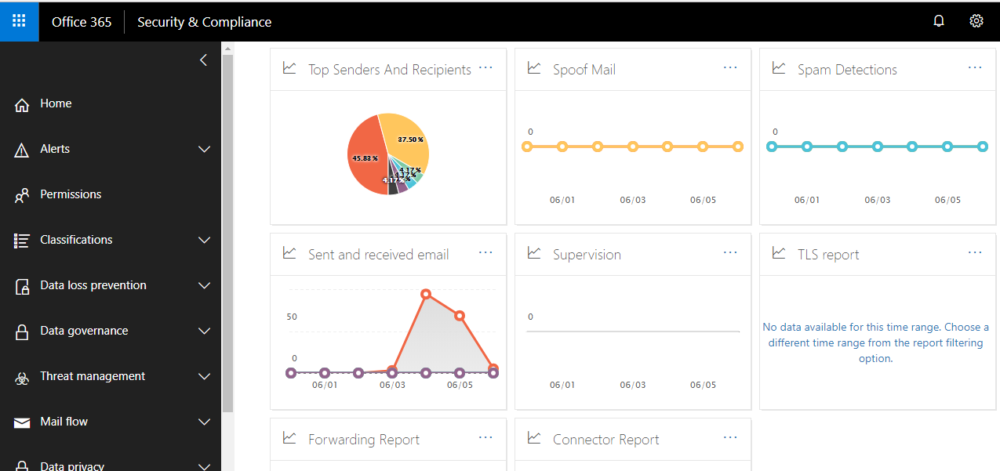 Office 365
Security & Compliance
Home
Alerts
Permissions
Classifications
Data loss prevention
Data governance
Threat management
Mail flow
Data privacy
Top Senders And Recipients ...
37.50 %
45.83 %
4.17 %
4.17 %
4.17 %
Spoof Mail ...
0
06/01 06/03 06/05
Spam Detections ...
0
06/01 06/03 06/05
Sent and received email ...
50
0
06/01 06/03 06/05
Supervision ...
0
06/01 06/03 06/05
TLS report ...
No data available for this time range. Choose a
different time range from the report filtering
option.
Forwarding Report ...
Connector Report ...